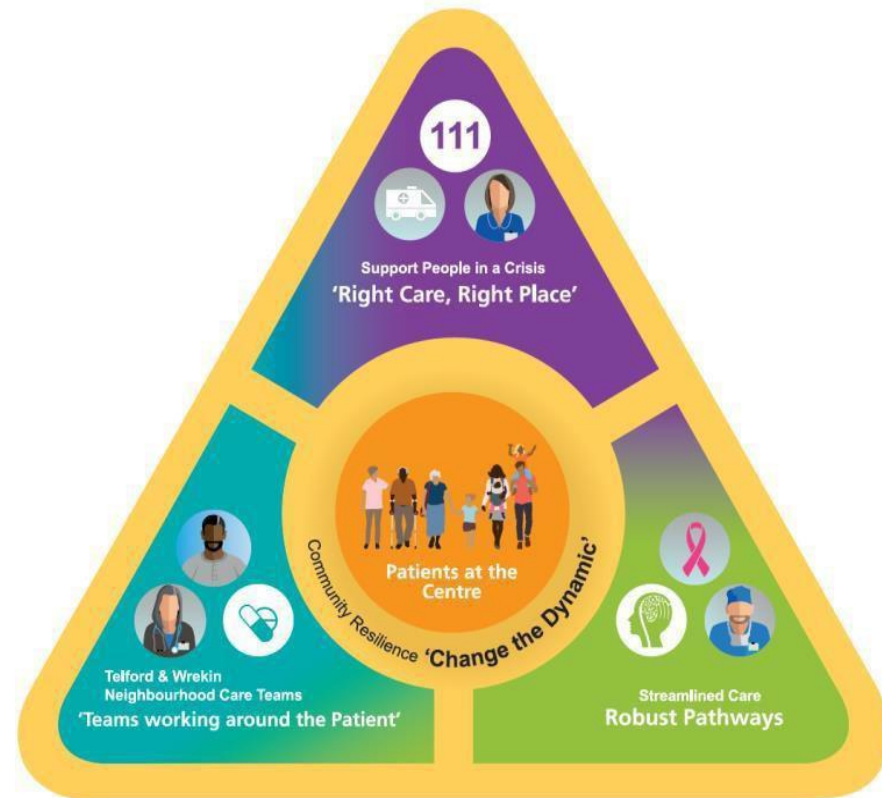 111
Support People in a Crisis
'Right Care, Right Place'
Patients at the
Centre
Community Resilience 'Change the Dynamic'
Telford & Wrekin
Neighbourhood Care Teams
'Teams working around the Patient'
Streamlined Care
Robust Pathways